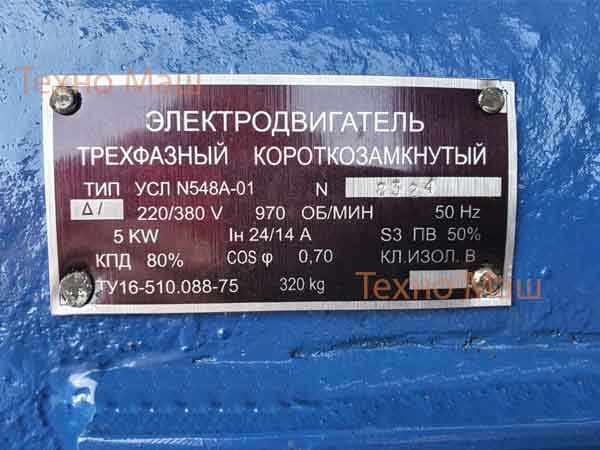 Техно Маш
ЭЛЕКТРОДВИГАТЕЛЬ
ТРЕХФАЗНЫЙ КОРОТКОЗАМКНУТЫЙ
ТИП УСЛ N548А-01 N
Δ/ 220/380 V 970 ОБ/МИН 50 Hz
5 KW Iн 24/14 А S3 ПВ 50%
КПД 80% COS φ 0,70 КЛ.ИЗОЛ. В
ТУ16-510.088-75 320 kg
Техно Маш